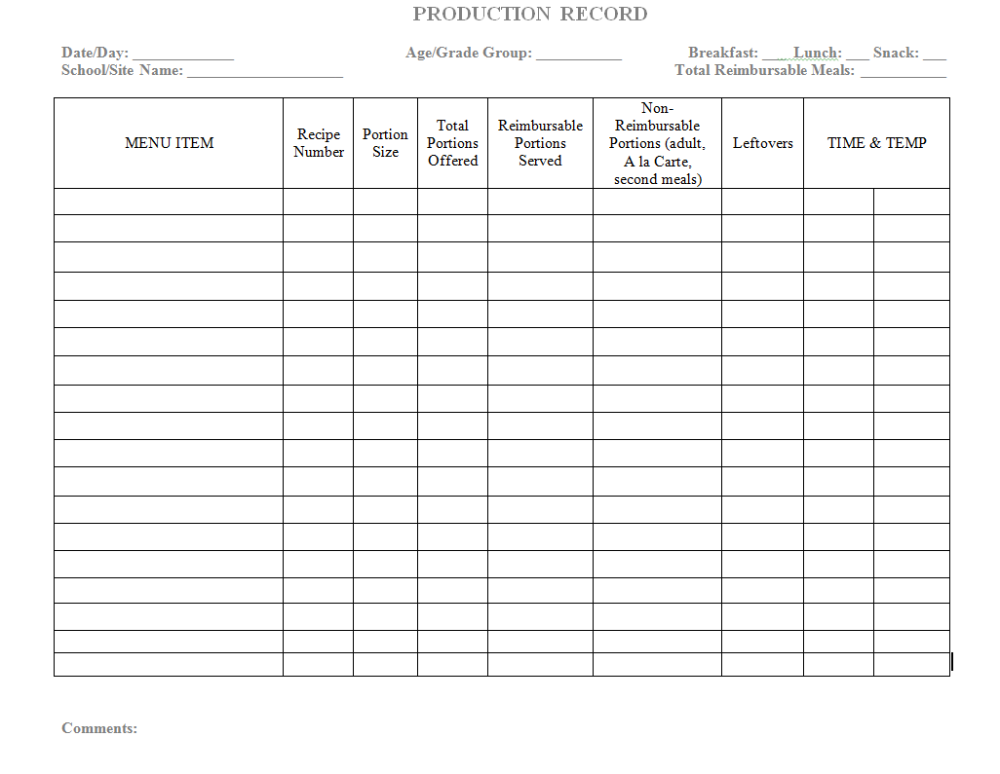 PRODUCTION RECORD
Date/Day: _____________ Age/Grade Group: ___________ Breakfast: ____Lunch: ___ Snack: ___
School/Site Name: ____________________ Total Reimbursable Meals: ___________
MENU ITEM
Recipe
Number
Portion
Size
Total
Portions
Offered
Reimbursable
Portions
Served
Non-
Reimbursable
Portions (adult,
A la Carte,
second meals)
Leftovers
TIME & TEMP
Comments: